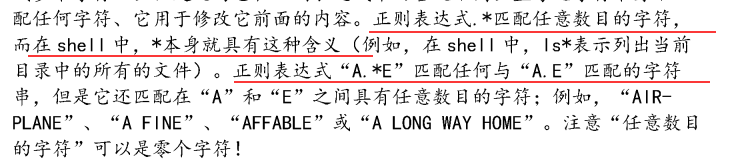 配任何字符、它用于修改它前面的内容。正则表达式.*匹配任意数目的字符，
而在shell中，*本身就具有这种含义（例如，在shell中，ls*表示列出当前
目录中的所有的文件）。正则表达式“A.*E”匹配任何与“A.E”匹配的字符
串，但是它还匹配在“A”和“E”之间具有任意数目的字符；例如，“AIR-
PLANE”、“A FINE”、“AFFABLE”或“A LONG WAY HOME”。注意“任意数目
的字符”可以是零个字符！